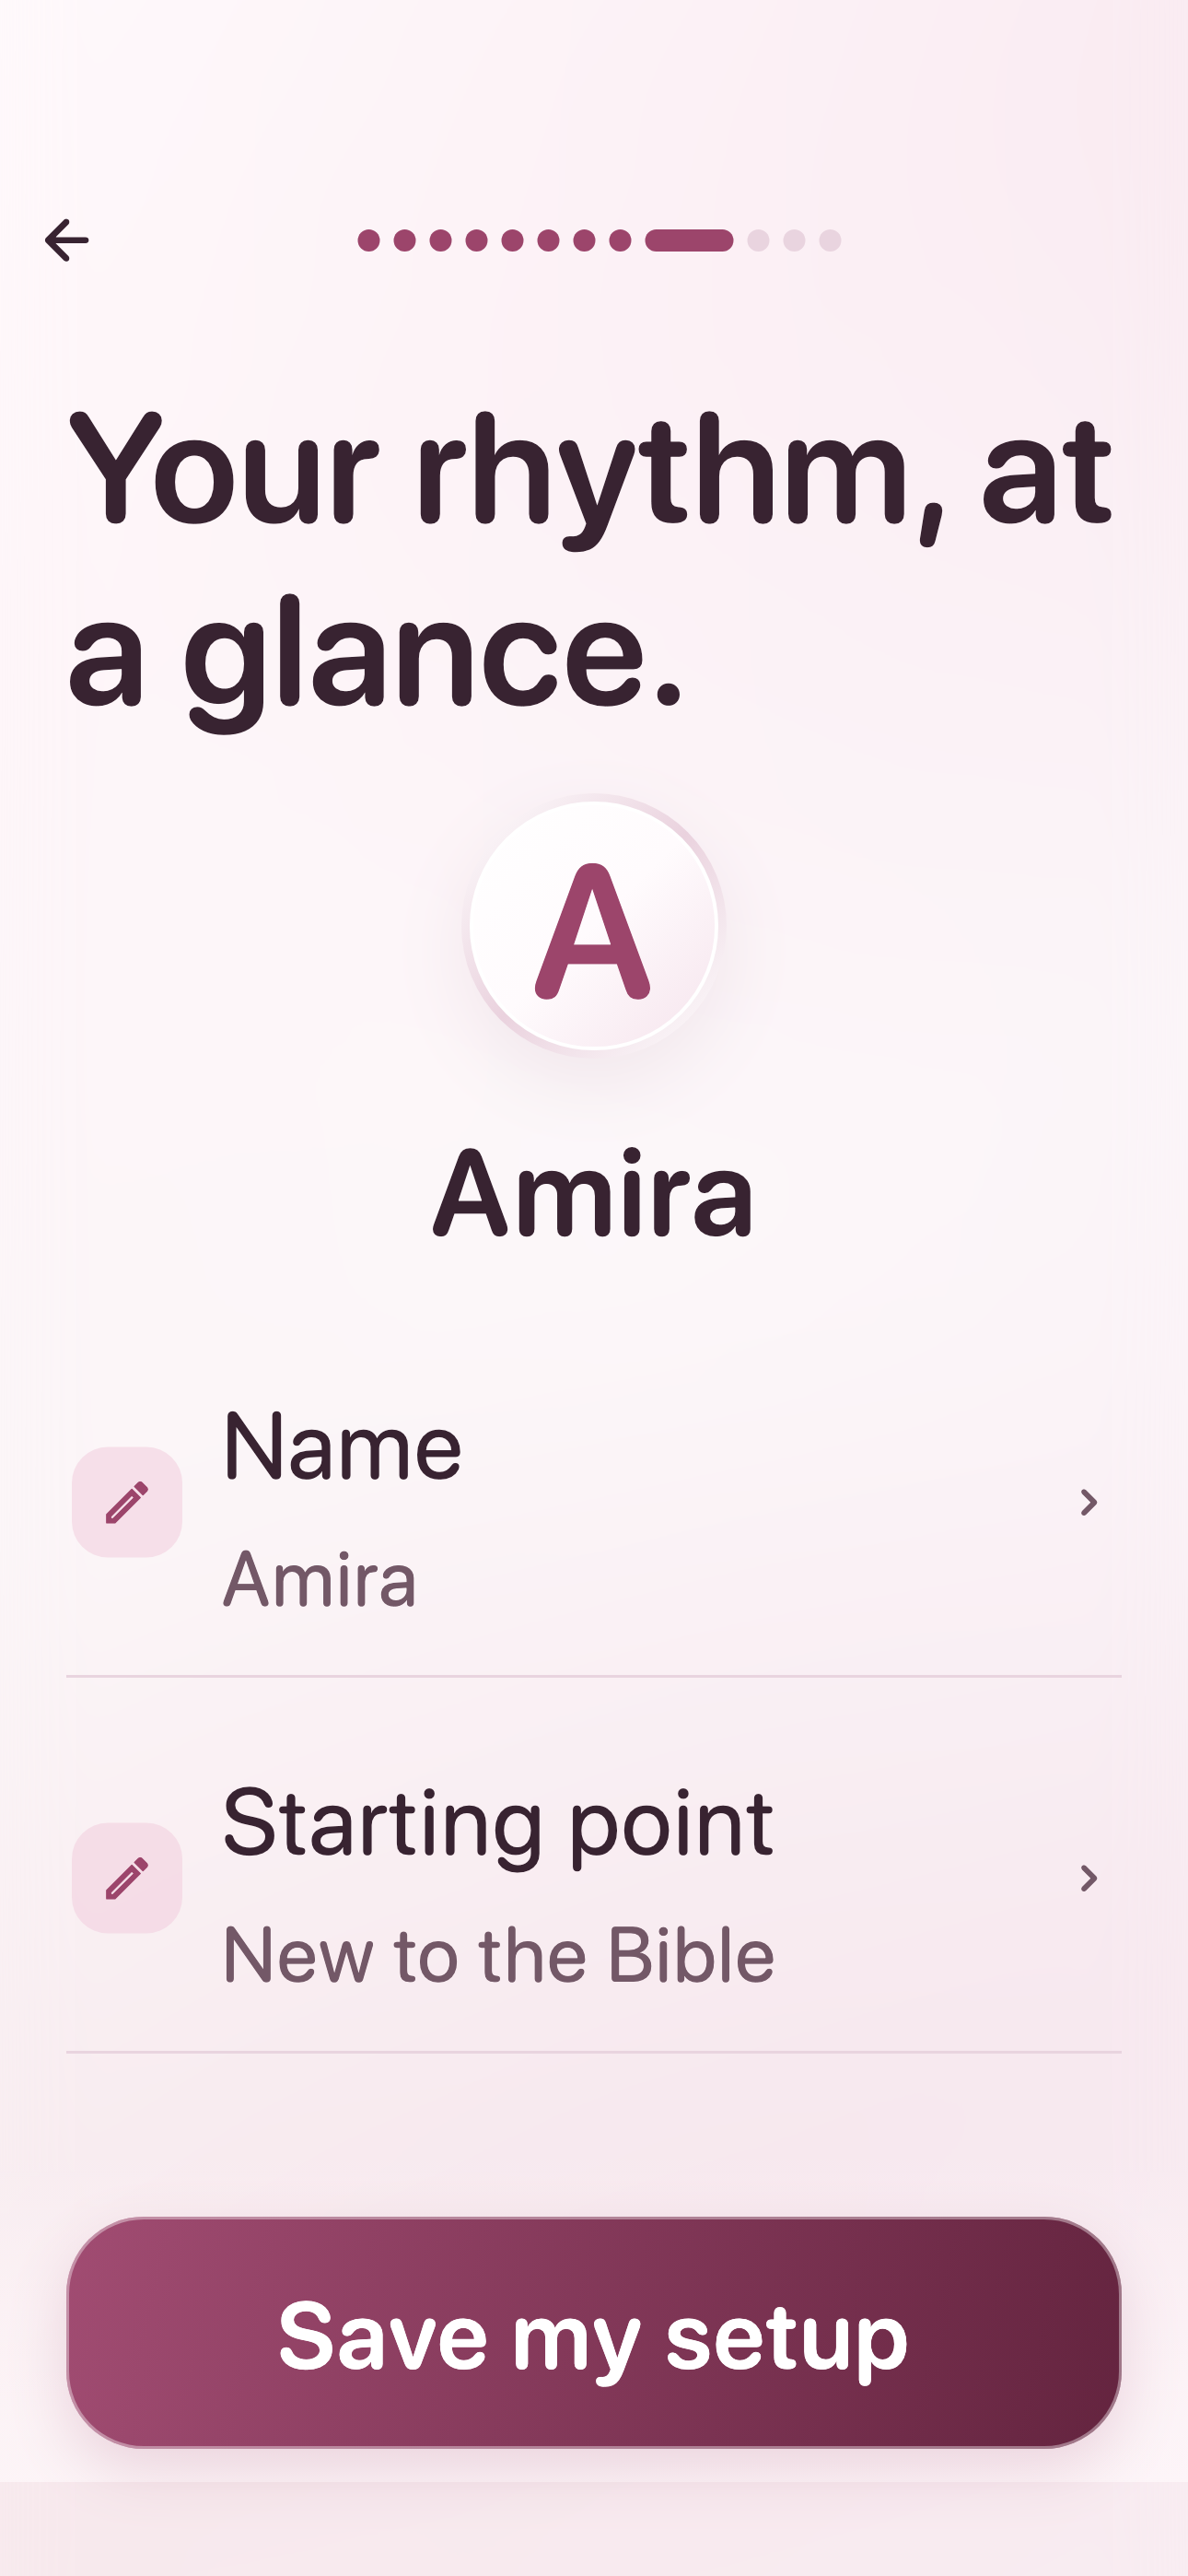 Your rhythm, at
a glance.
A
Amira
Name
Amira
Starting point
New to the Bible
Save my setup